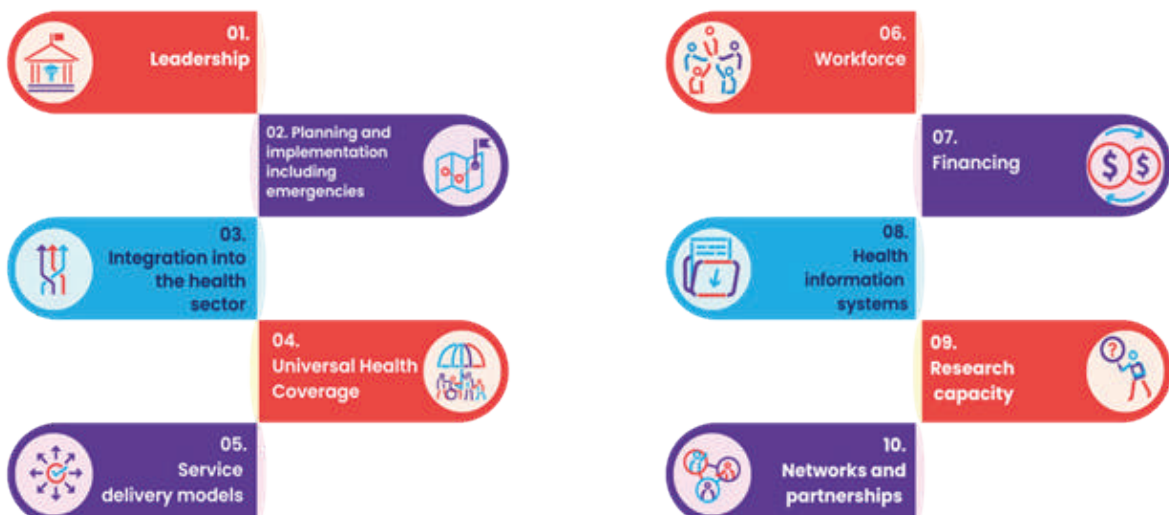 01.
Leadership
02. Planning and
implementation
including
emergencies
03.
Integration into
the health
sector
04.
Universal Health
Coverage
05.
Service
delivery models
06.
Workforce
07.
Financing
$ $
08.
Health
information
systems
09.
Research
capacity
?
10.
Networks and
partnerships